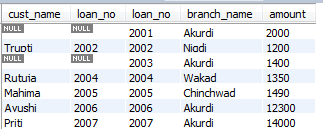 cust_name loan_no loan_no branch_name amount
NULL NULL 2001 Akurdi 2000
Trupti 2002 2002 Nigdi 1200
NULL NULL 2003 Akurdi 1400
Rutuja 2004 2004 Wakad 1350
Mahima 2005 2005 Chinchwad 1490
Avushi 2006 2006 Akurdi 12300
Priti 2007 2007 Akurdi 14000